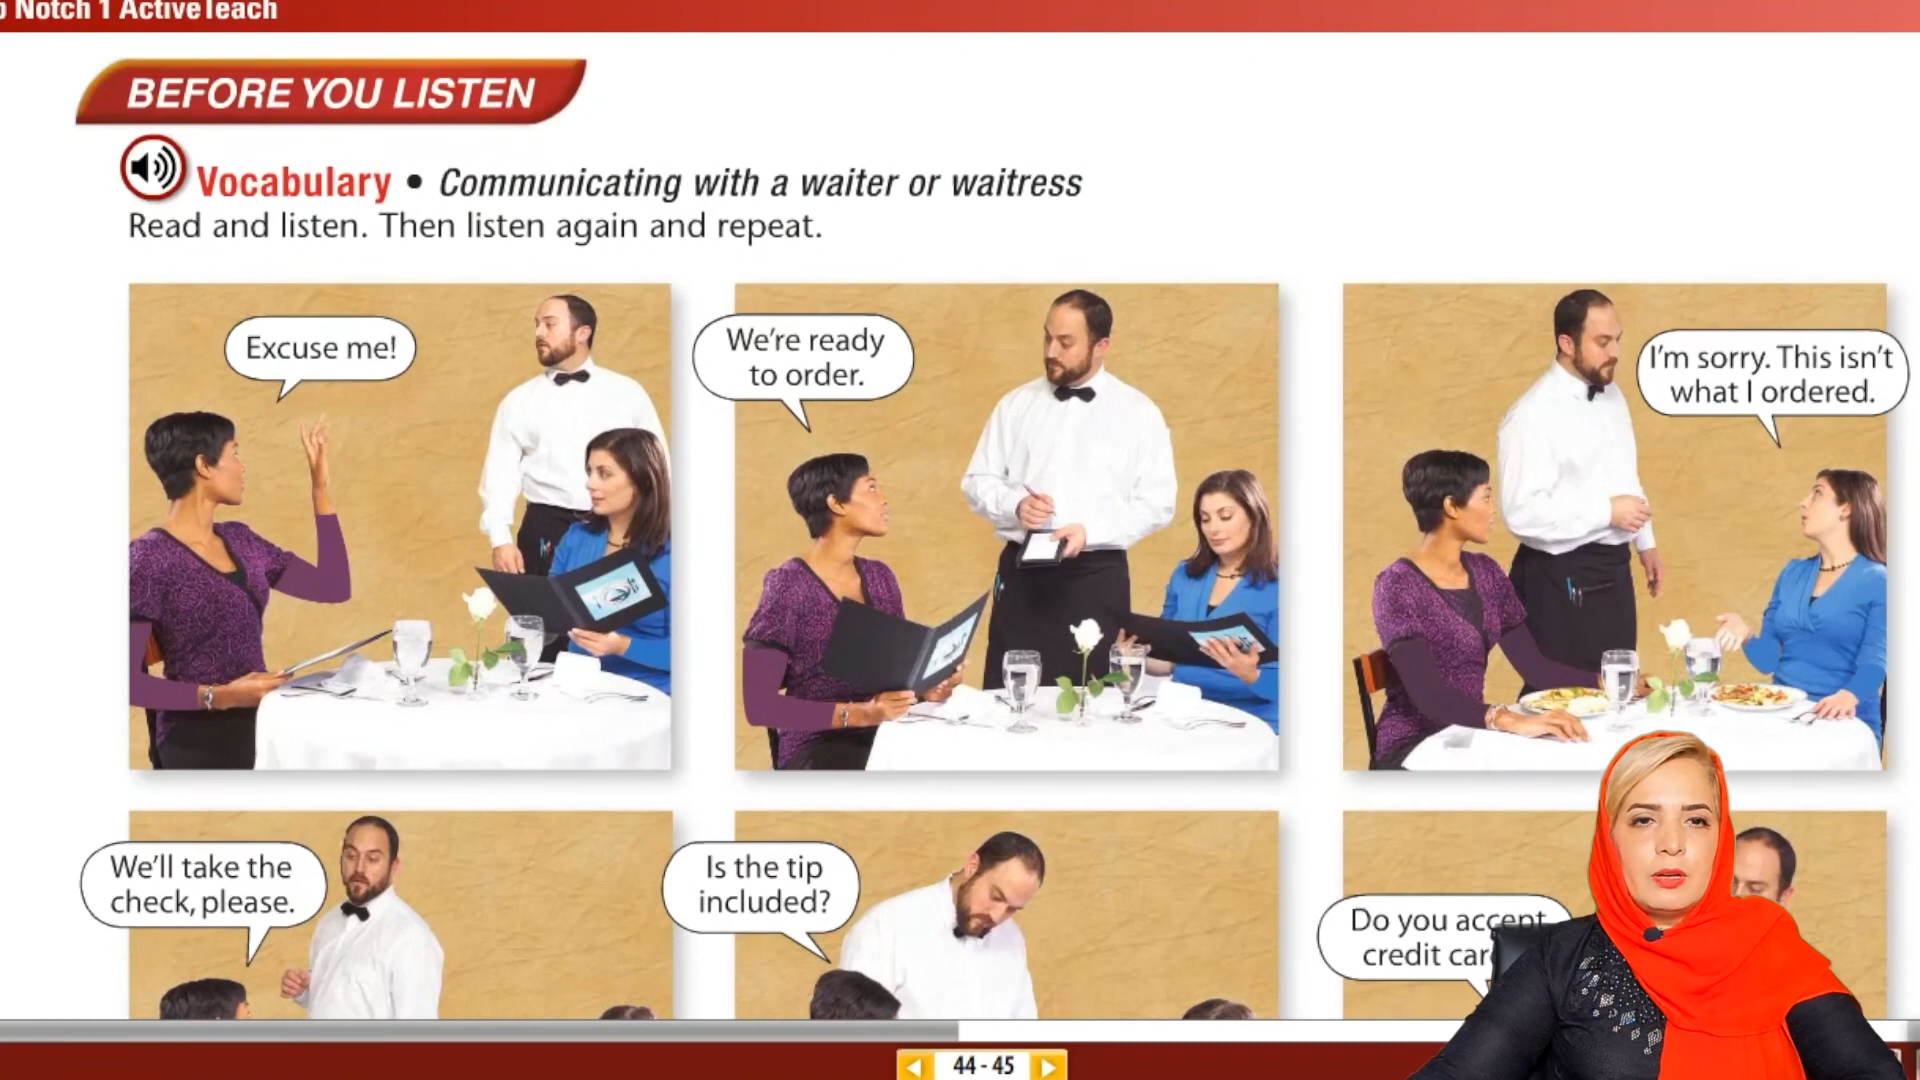 Notch 1 ActiveTeach
BEFORE YOU LISTEN
Vocabulary • Communicating with a waiter or waitress
Read and listen. Then listen again and repeat.
Excuse me!
We're ready
to order.
I'm sorry. This isn't
what I ordered.
We'll take the
check, please.
Is the tip
included?
Do you accept
credit
44 - 45